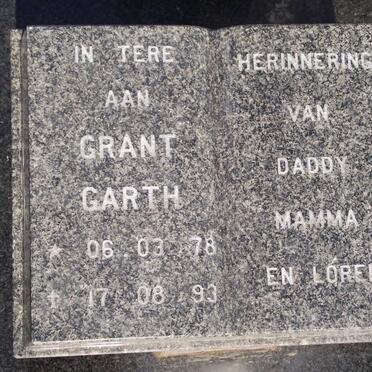 IN TERE
AAN
GRANT
GARTH
* 06.03.78
† 17.08.93
HERINNERING
VAN
DADDY
MAMMA
EN